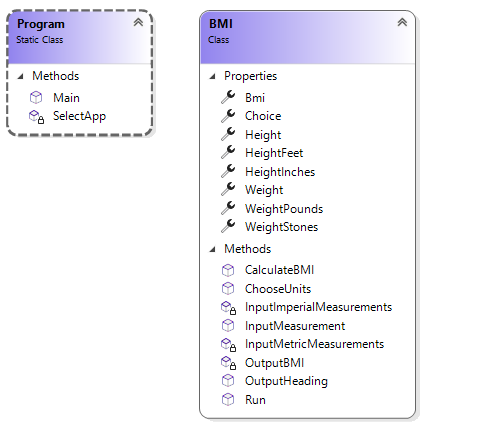 Program
Static Class
Methods
Main
SelectApp
BMI
Class
Properties
Bmi
Choice
Height
HeightFeet
HeightInches
Weight
WeightPounds
WeightStones
Methods
CalculateBMI
ChooseUnits
InputImperialMeasurements
InputMeasurement
InputMetricMeasurements
OutputBMI
OutputHeading
Run